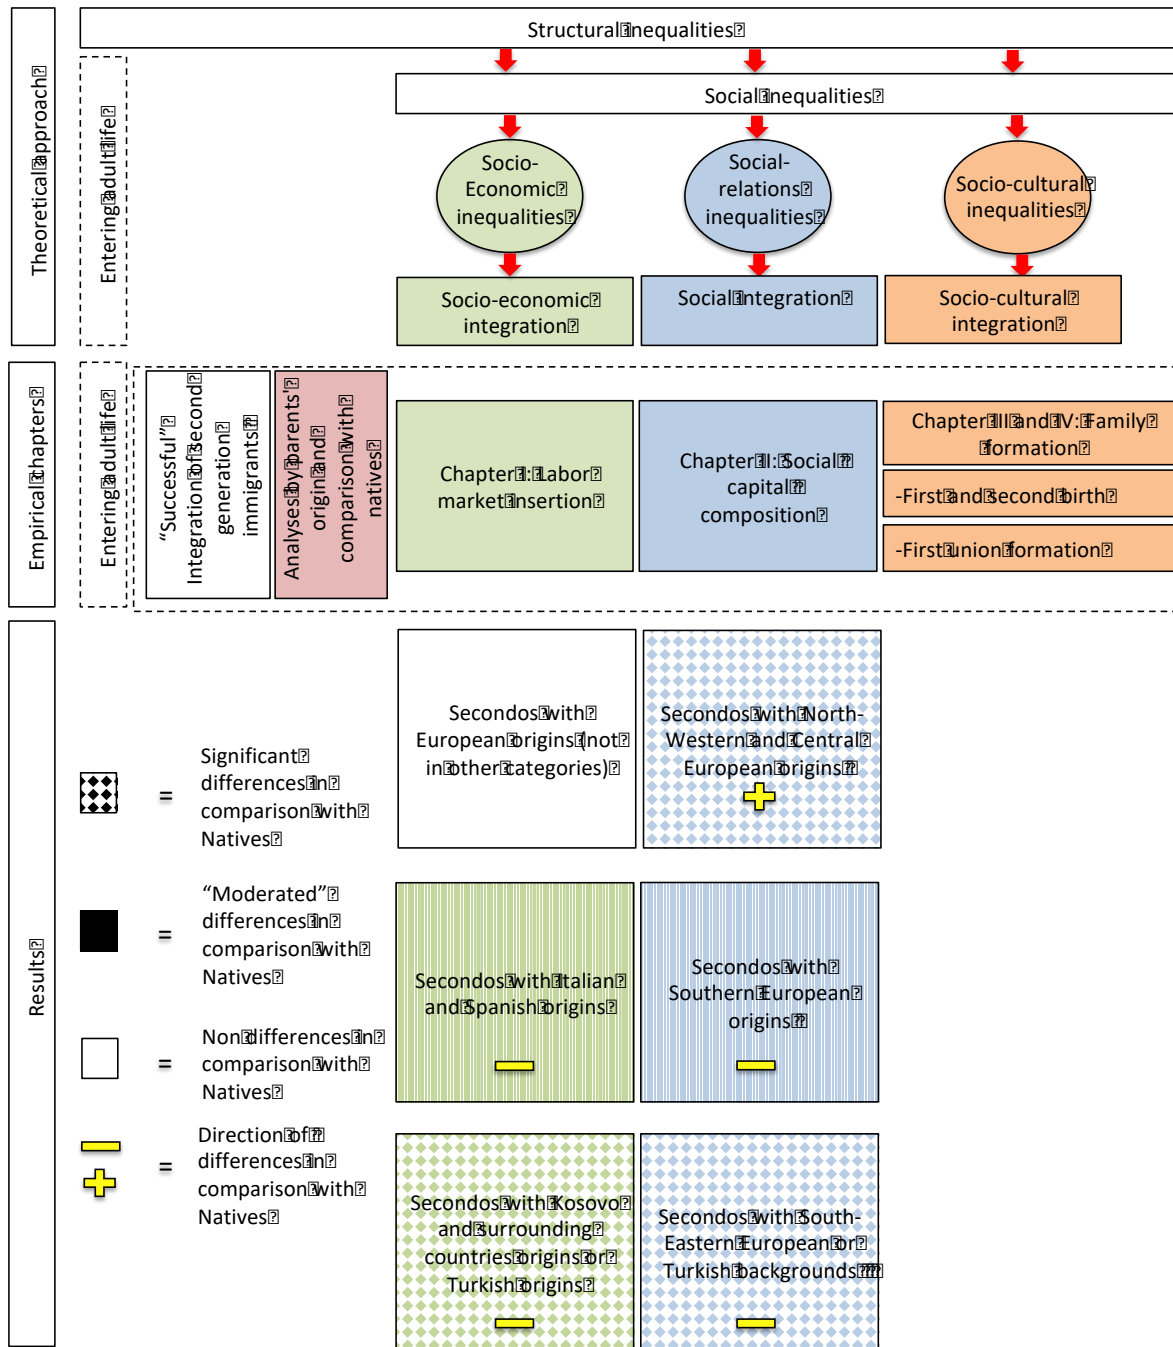 Structural inequalities
Theoretical approach
Entering adult life
Social inequalities
Socio-
Economic
inequalities
Social-
relations
inequalities
Socio-cultural
inequalities
Socio-economic
integration
Social integration
Socio-cultural
integration
Empirical chapters
Entering adult life
“Successful”
Integration of second
generation
immigrants
Analyses by parents'
origin and
comparison with
natives
Chapter I: Labor
market insertion
Chapter II: Social
capital
composition
Chapter III and IV: Family
formation
-First and second birth
-First union formation
Results
=
Significant
differences in
comparison with
Natives
=
“Moderated”
differences in
comparison with
Natives
=
Non differences in
comparison with
Natives
=
Direction of
differences in
comparison with
Natives
Secondos with
European origins (not
in other categories)
Secondos with North-
Western and Central
European origins
Secondos with Italian
and Spanish origins
Secondos with
Southern European
origins
Secondos with Kosovo
and surrounding
countries origins or
Turkish origins
Secondos with South-
Eastern European or
Turkish backgrounds